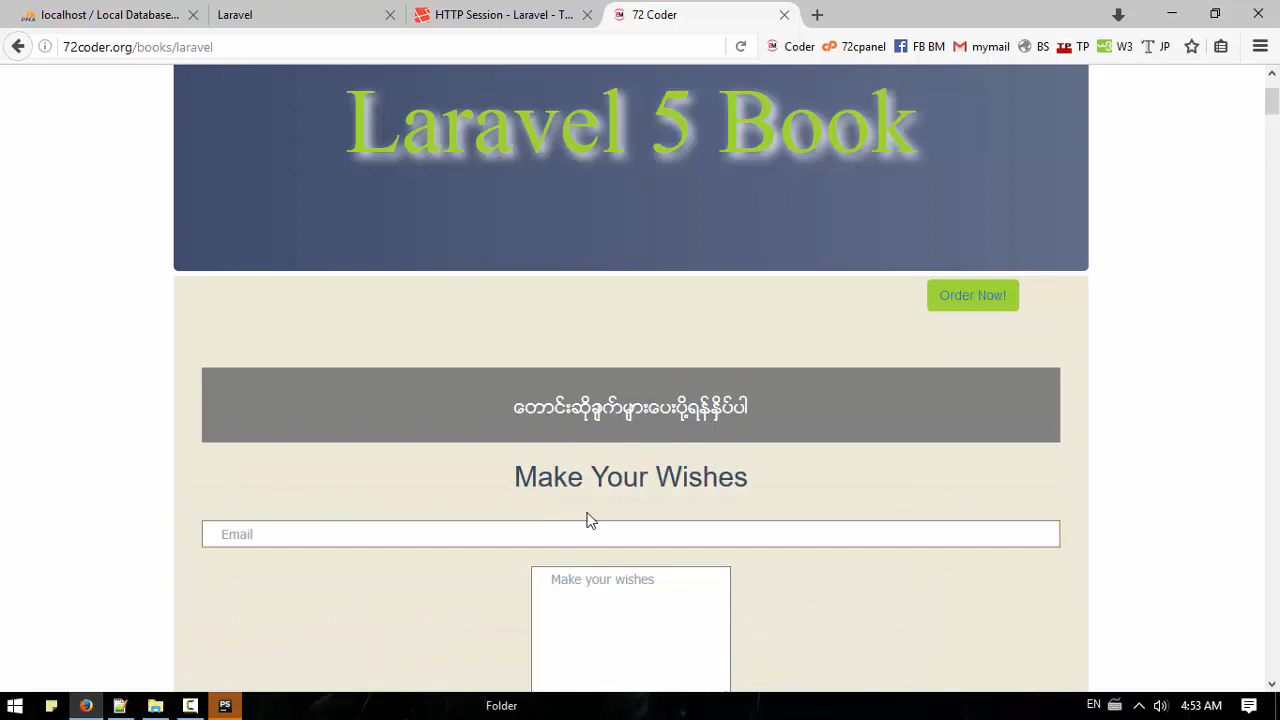 localhost / Local Database...
Laravel
HTTP Session - Laravel - T...
72 Coder
72coder.org/books/laravel
Coder
72cpanel
FB BM
mymail
BS
TP
W3
JP
Laravel 5 Book
Order Now!
တောင်းဆိုချက်များပေးပို့ရန်နှိပ်ပါ
Make Your Wishes
Email
Make your wishes
Folder
EN
4:53 AM